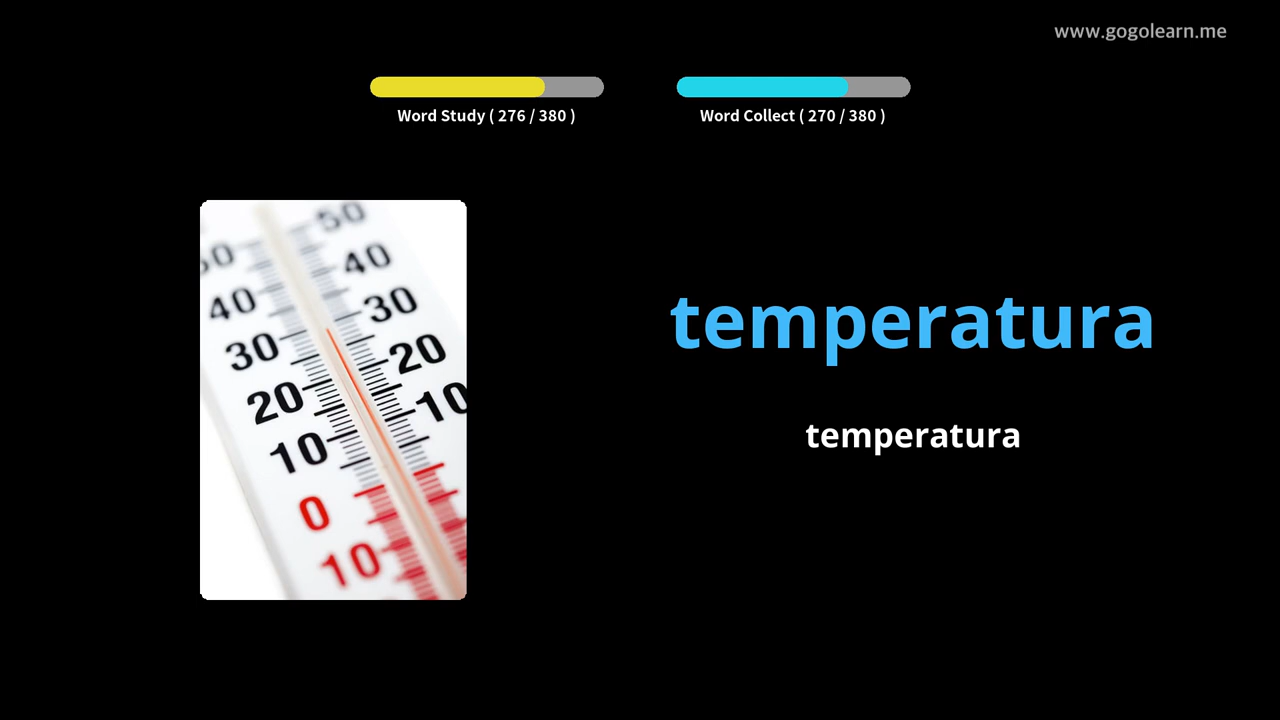 www.gogolearn.me
Word Study ( 276 / 380 )
Word Collect ( 270 / 380 )
50
40 40
30 30
20 20
10 10
0
10
temperatura
temperatura